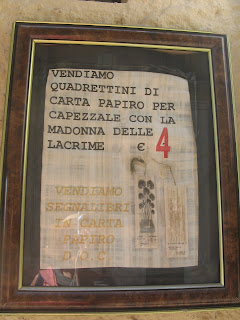 VENDIAMO
QUADRETTINI DI
CARTA PAPIRO PER
CAPEZZALE CON LA
MADONNA DELLE
LACRIME € 4
VENDIAMO
SEGNALIBRI
IN CARTA
PAPIRO